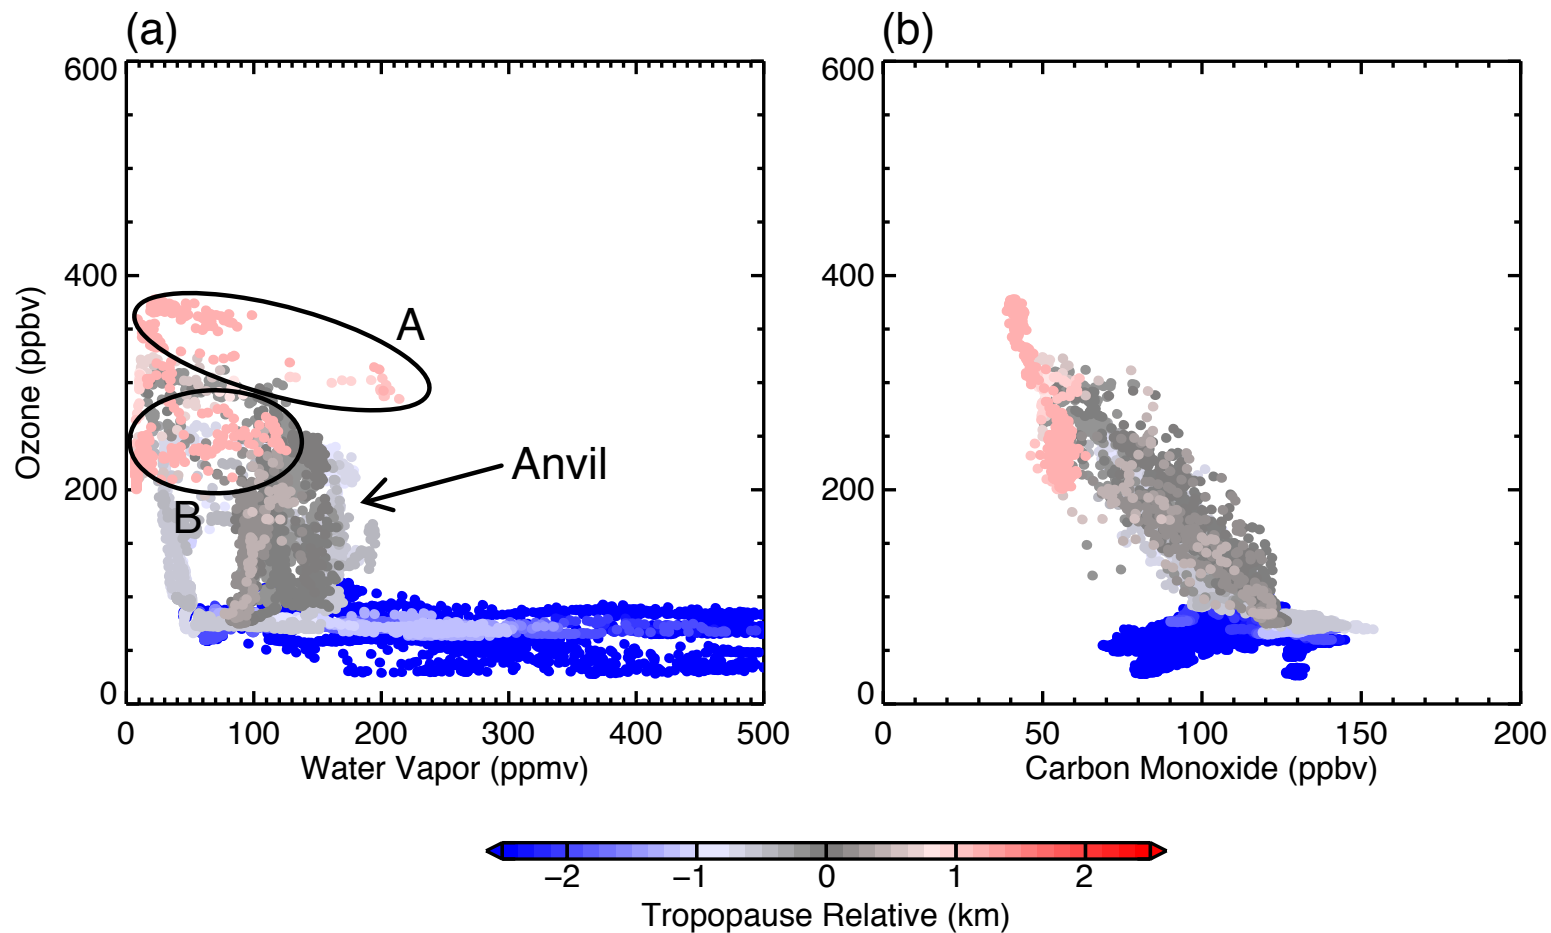 (a)
(b)
600
400
200
0
Ozone (ppbv)
A
B
Anvil
0 100 200 300 400 500
Water Vapor (ppmv)
600
400
200
0
0 50 100 150 200
Carbon Monoxide (ppbv)
−2 −1 0 1 2
Tropopause Relative (km)